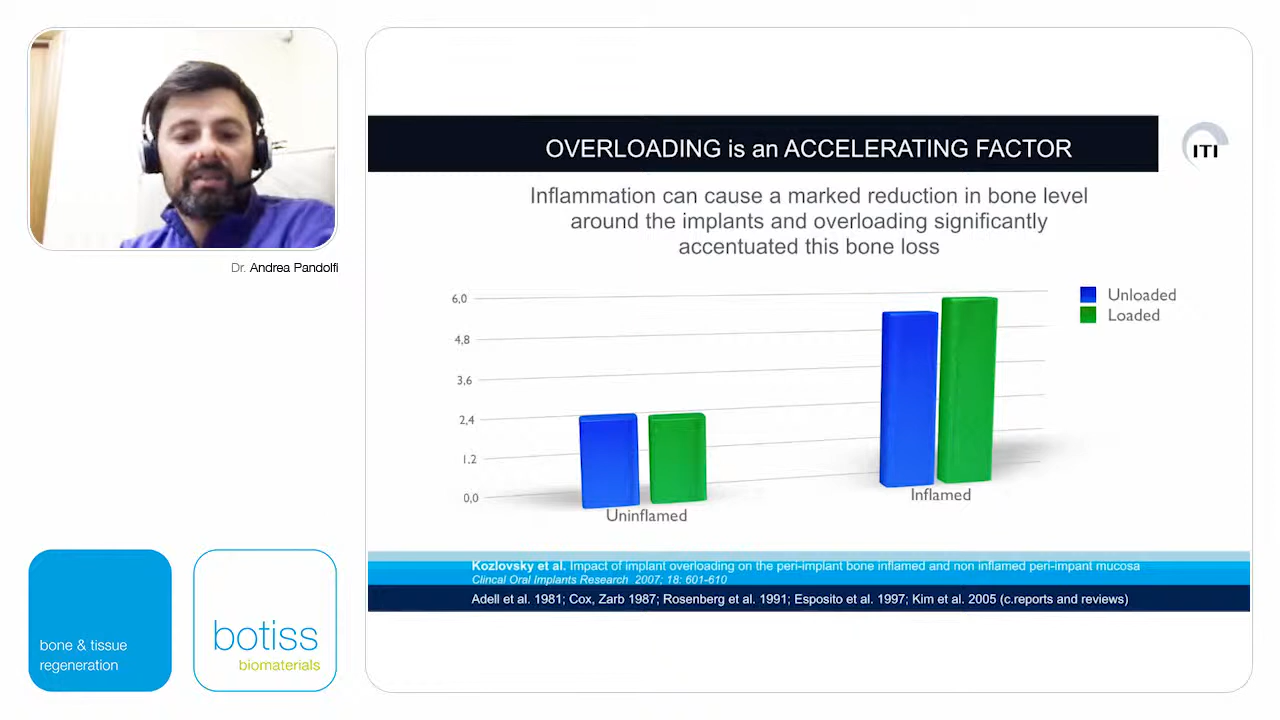 Dr. Andrea Pandolfi
bone & tissue
regeneration
botiss
biomaterials
OVERLOADING is an ACCELERATING FACTOR
ITI
Inflammation can cause a marked reduction in bone level
around the implants and overloading significantly
accentuated this bone loss
6,0
4,8
3,6
2,4
1,2
0,0
Uninflamed
Inflamed
Unloaded
Loaded
Kozlovsky et al. Impact of implant overloading on the peri-implant bone inflamed and non inflamed peri-impant mucosa
Clincal Oral Implants Research 2007; 18: 601-610
Adell et al. 1981; Cox, Zarb 1987; Rosenberg et al. 1991; Esposito et al. 1997; Kim et al. 2005 (c.reports and reviews)